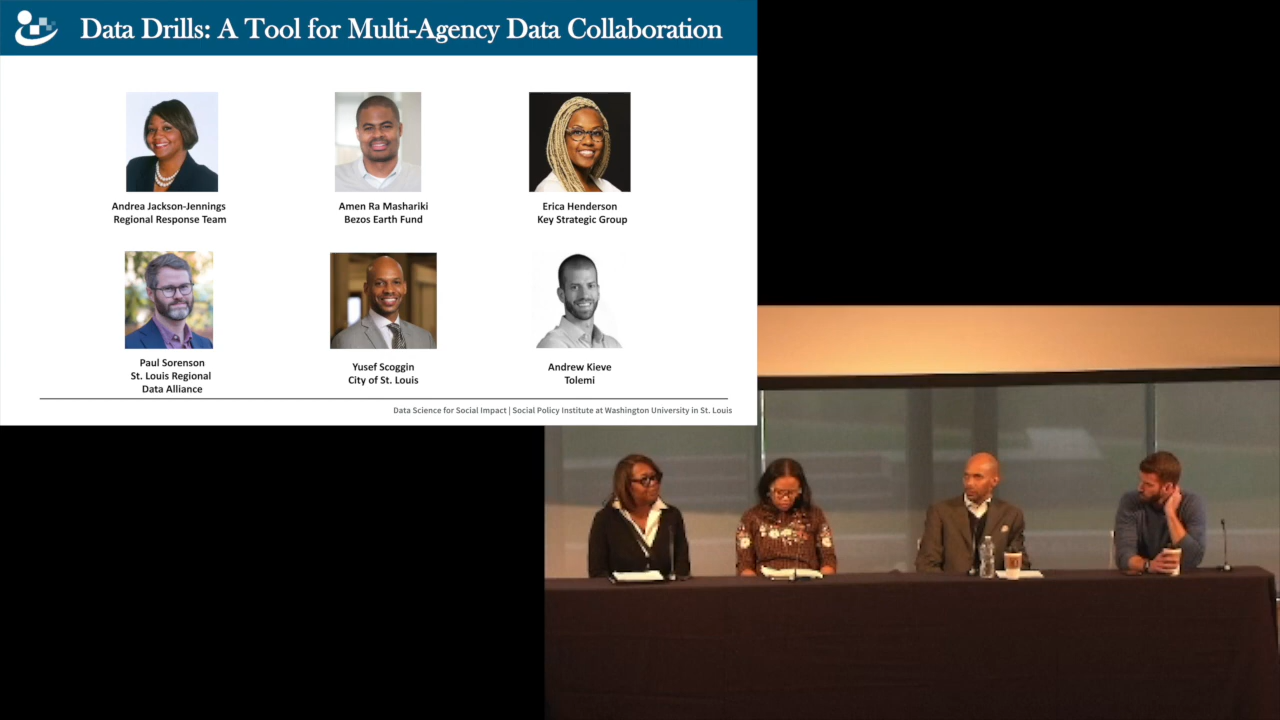 Data Drills: A Tool for Multi-Agency Data Collaboration
Andrea Jackson-Jennings
Regional Response Team
Amen Ra Mashariki
Bezos Earth Fund
Erica Henderson
Key Strategic Group
Paul Sorenson
St. Louis Regional
Data Alliance
Yusef Scoggin
City of St. Louis
Andrew Kieve
Tolemi
Data Science for Social Impact | Social Policy Institute at Washington University in St. Louis